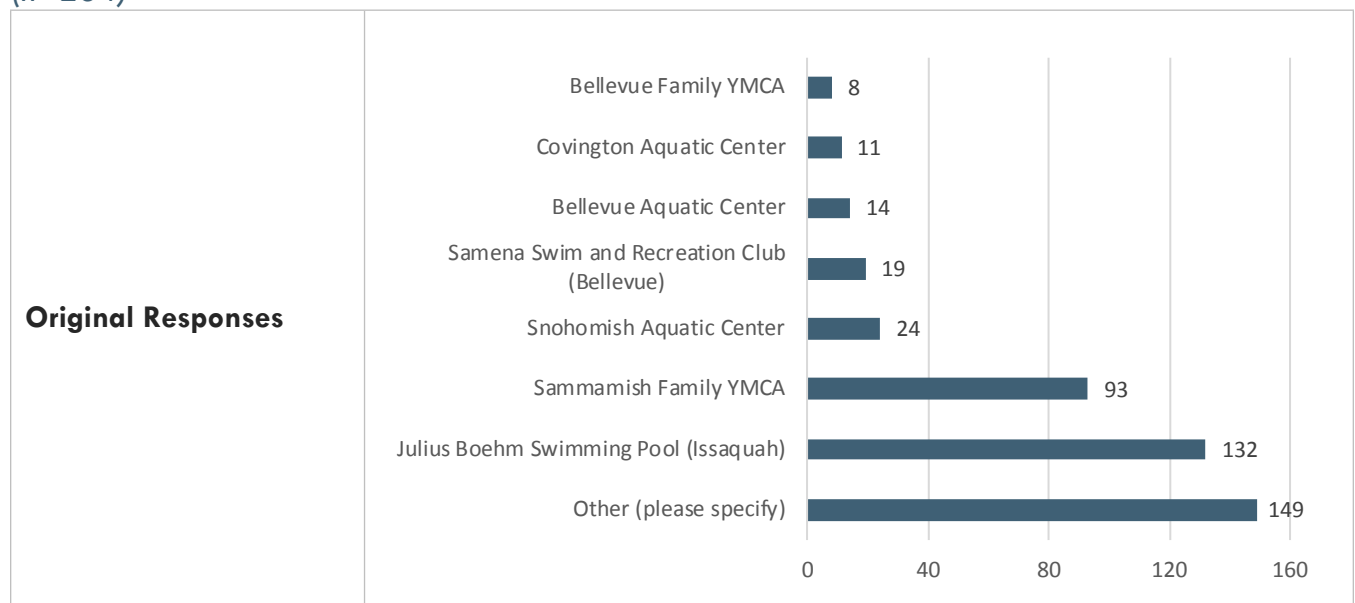 Original Responses
Bellevue Family YMCA 8
Covington Aquatic Center 11
Bellevue Aquatic Center 14
Samena Swim and Recreation Club
(Bellevue) 19
Snohomish Aquatic Center 24
Sammamish Family YMCA 93
Julius Boehm Swimming Pool (Issaquah) 132
Other (please specify) 149
0 40 80 120 160